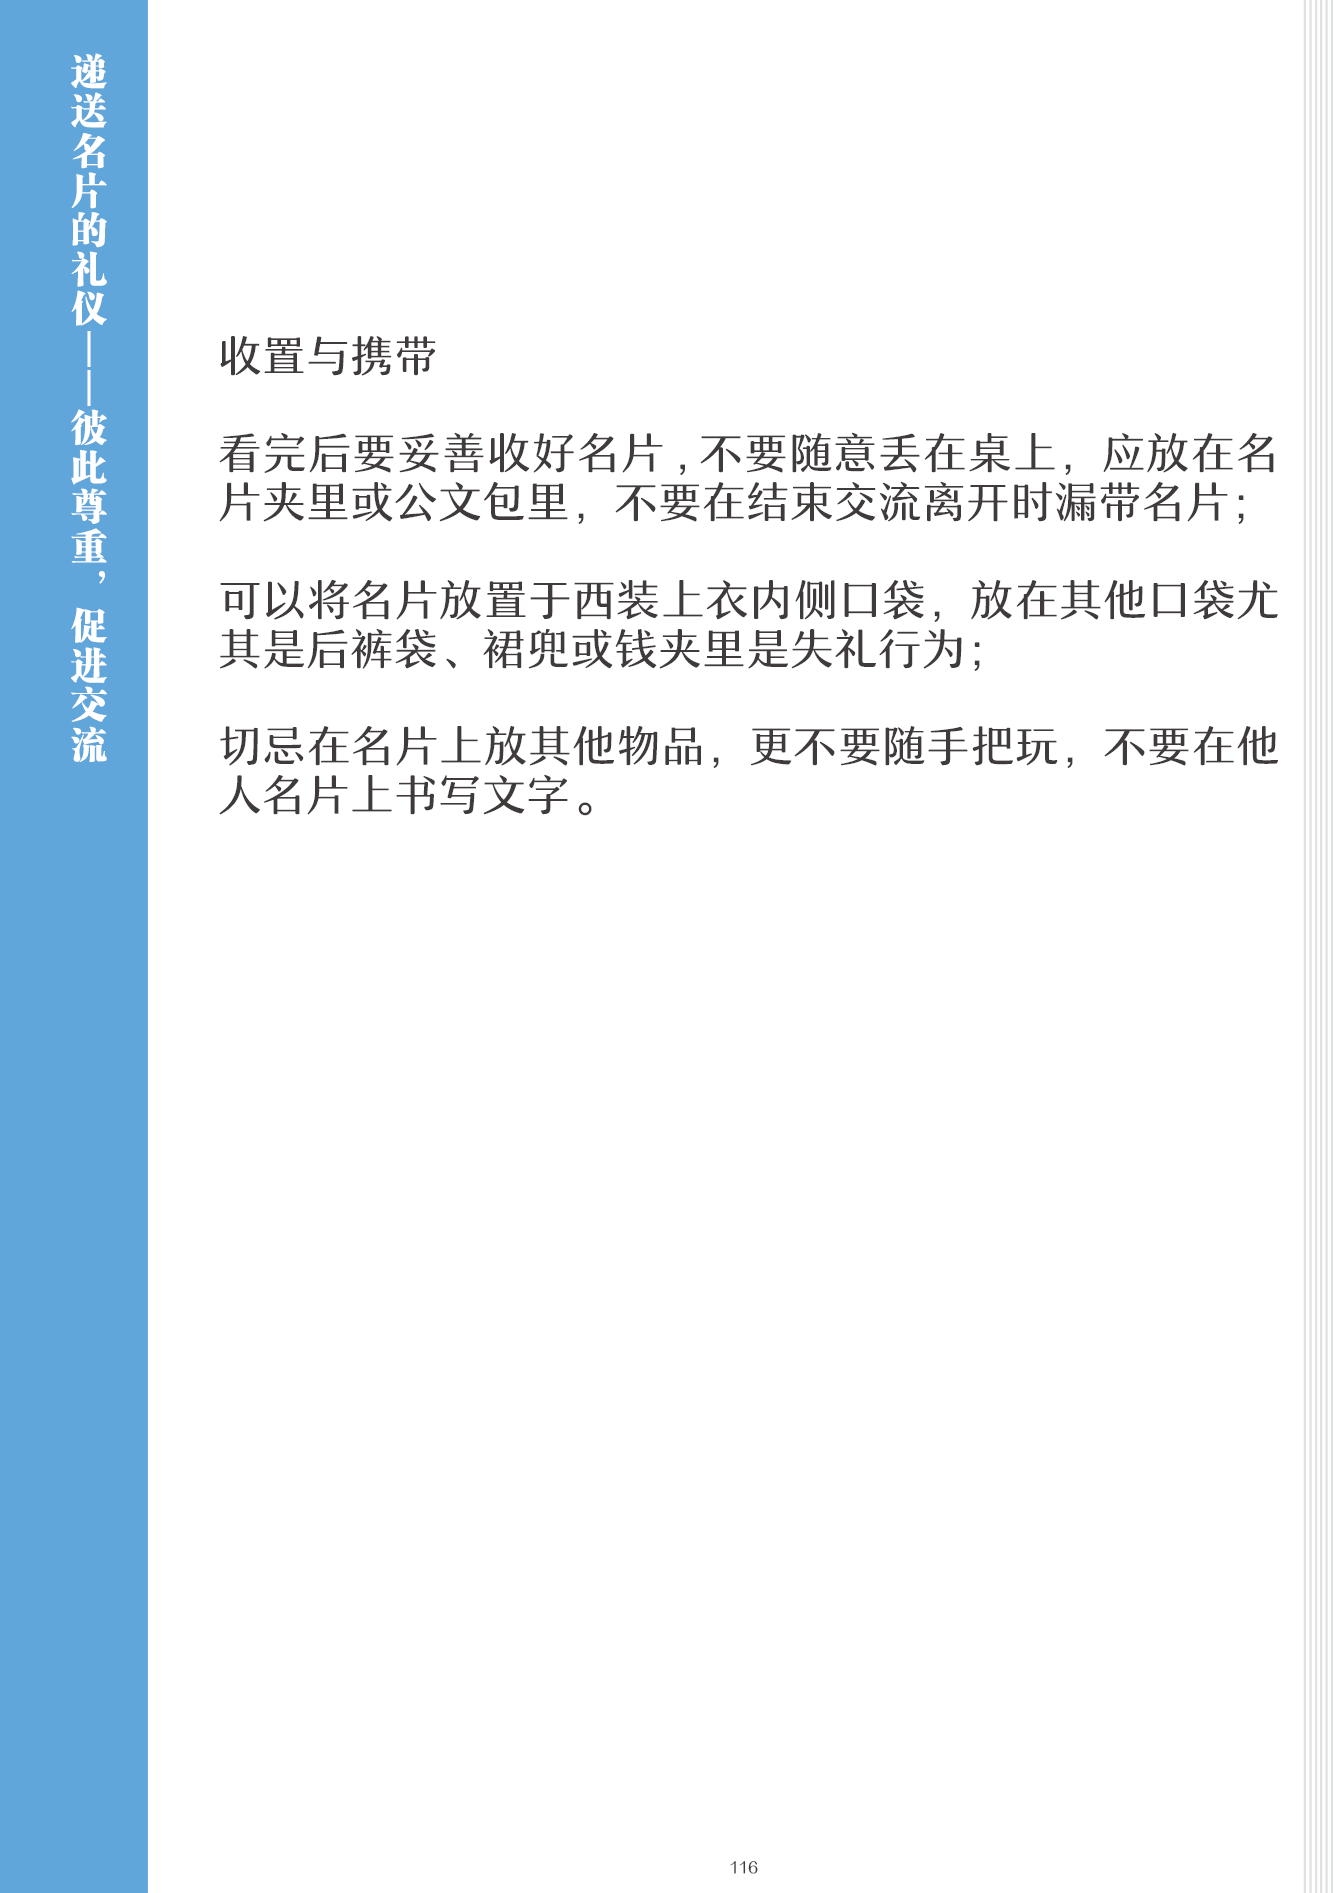 递送名片的礼仪——彼此尊重，促进交流
收置与携带
看完后要妥善收好名片,不要随意丢在桌上，应放在名
片夹里或公文包里，不要在结束交流离开时漏带名片；
可以将名片放置于西装上衣内侧口袋，放在其他口袋尤
其是后裤袋、裙兜或钱夹里是失礼行为；
切忌在名片上放其他物品，更不要随手把玩，不要在他
人名片上书写文字。
116